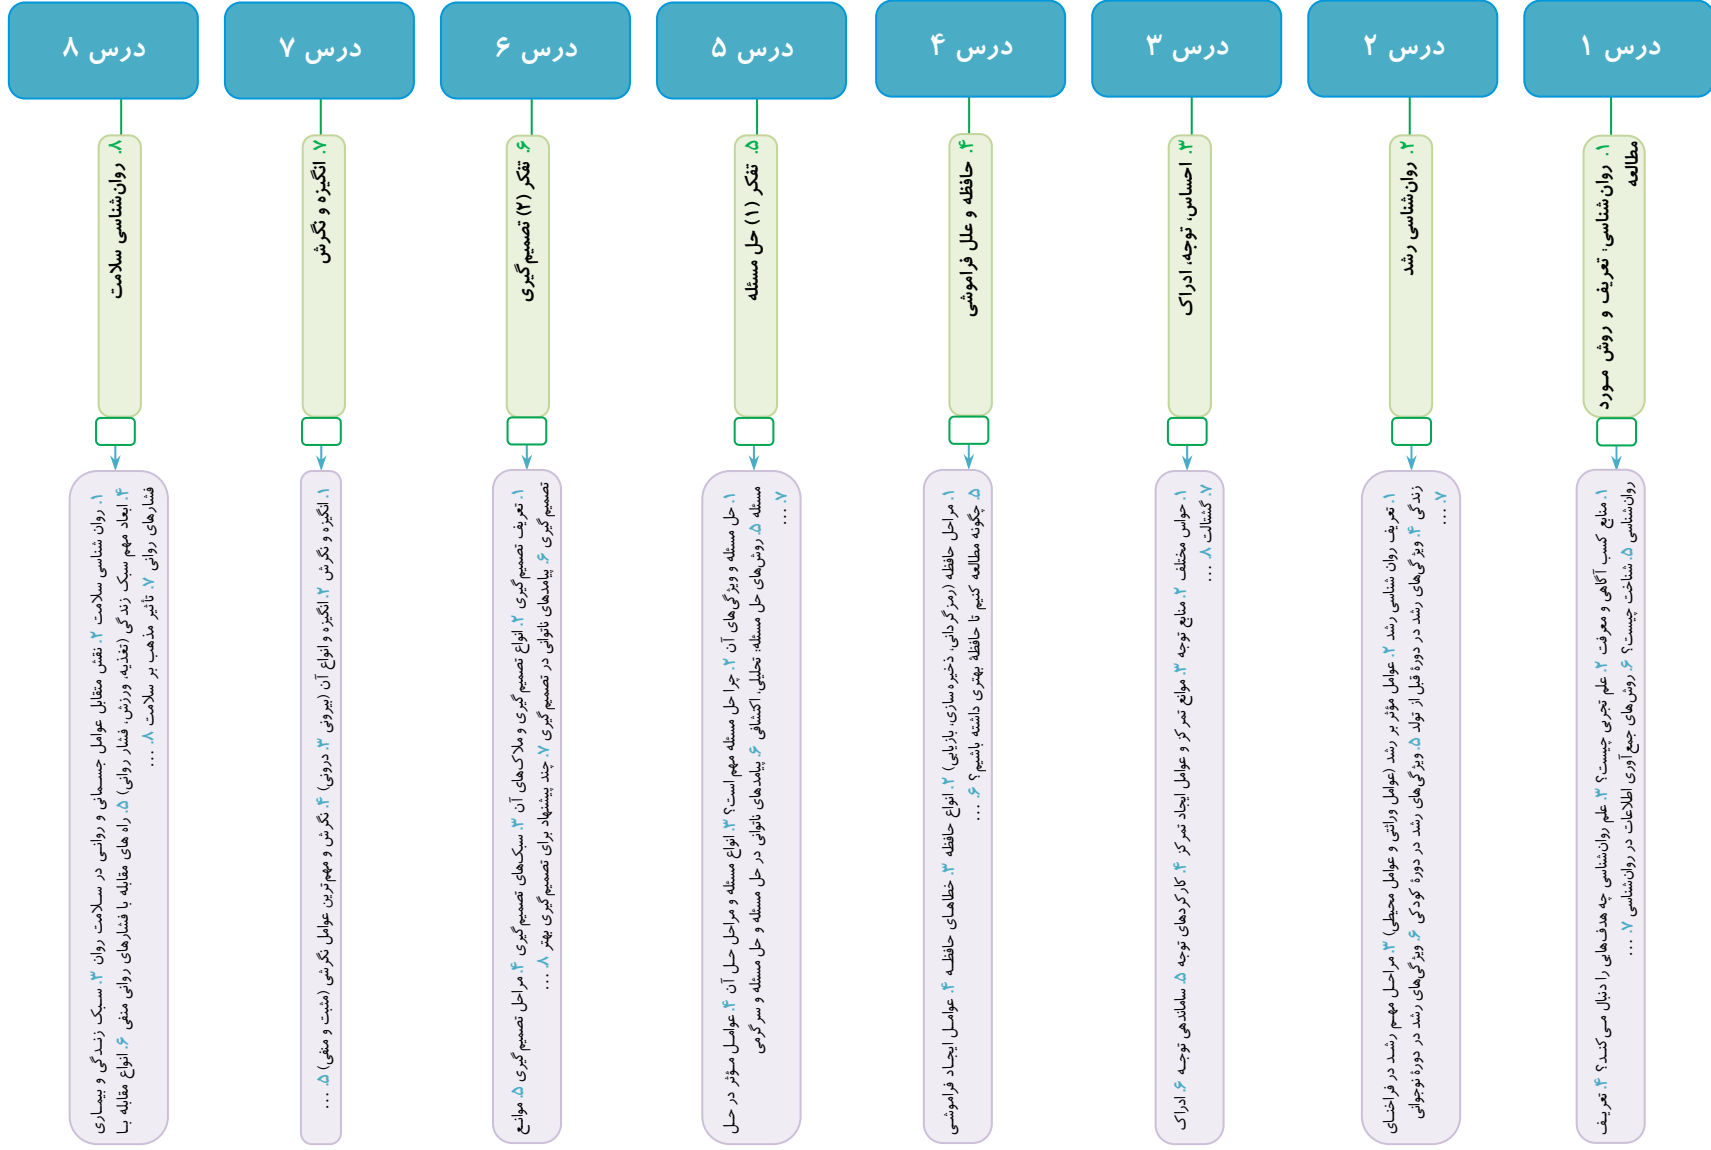 درس ۱
۱. روان‌شناسی: تعریف و روش مورد
مطالعه
۱. منابع کسب آگاهی و معرفت ۲. علم تجربی چیست؟ ۳. علم روان‌شناسی چه هدف‌هایی را دنبال می‌کند؟ ۴. تعریف
روان‌شناسی ۵. شناخت چیست؟ ۶. روش‌های جمع‌آوری اطلاعات در روان‌شناسی ۷. ...
درس ۲
۲. روان‌شناسی رشد
۱. تعریف روان شناسی رشد ۲. عوامل مؤثر بر رشد (عوامل وراثتی و عوامل محیطی) ۳. مراحل مهم رشد در فراخنای
زندگی ۴. ویژگی‌های رشد در دورۀ قبل از تولد ۵. ویژگی‌های رشد در دورۀ کودکی ۶. ویژگی‌های رشد در دورۀ نوجوانی
۷. ...
درس ۳
۳. احساس، توجه، ادراک
۱. حواس مختلف ۲. منابع توجه ۳. موانع تمرکز و عوامل ایجاد تمرکز ۴. کارکردهای توجه ۵. ساماندهی توجه ۶. ادراک
۷. گشتالت ۸. ...
درس ۴
۴. حافظه و علل فراموشی
۱. مراحل حافظه (رمزگردانی، ذخیره‌سازی، بازیابی) ۲. انواع حافظه ۳. خطاهای حافظه ۴. عوامل ایجاد فراموشی
۵. چگونه مطالعه کنیم تا حافظۀ بهتری داشته باشیم؟ ۶. ...
درس ۵
۵. تفکر (۱) حل مسئله
۱. حل مسئله و ویژگی‌های آن ۲. چرا حل مسئله مهم است؟ ۳. انواع مسئله و مراحل حل آن ۴. عوامل مؤثر در حل
مسئله ۵. روش‌های حل مسئله: تحلیلی، اکتشافی ۶. پیامدهای ناتوانی در حل مسئله و حل مسئله و سرگرمی
۷. ...
درس ۶
۶. تفکر (۲) تصمیم‌گیری
۱. تعریف تصمیم‌گیری ۲. انواع تصمیم‌گیری و ملاک‌های آن ۳. سبک‌های تصمیم‌گیری ۴. مراحل تصمیم‌گیری ۵. موانع
تصمیم‌گیری ۶. پیامدهای ناتوانی در تصمیم‌گیری ۷. چند پیشنهاد برای تصمیم‌گیری بهتر ۸. ...
درس ۷
۷. انگیزه و نگرش
۱. انگیزه و نگرش ۲. انگیزه و انواع آن (بیرونی ۳. درونی) ۴. نگرش و مهم‌ترین عوامل نگرشی (مثبت و منفی) ۵. ...
درس ۸
۸. روان‌شناسی سلامت
۱. روان شناسی سلامت ۲. نقش متقابل عوامل جسمانی و روانی در سلامت روان ۳. سبک زندگی و بیماری
۴. ابعاد مهم سبک زندگی (تغذیه، ورزش، فشار روانی) ۵. راه های مقابله با فشارهای روانی منفی ۶. انواع مقابله با
فشارهای روانی ۷. تأثیر مذهب بر سلامت ۸. ...